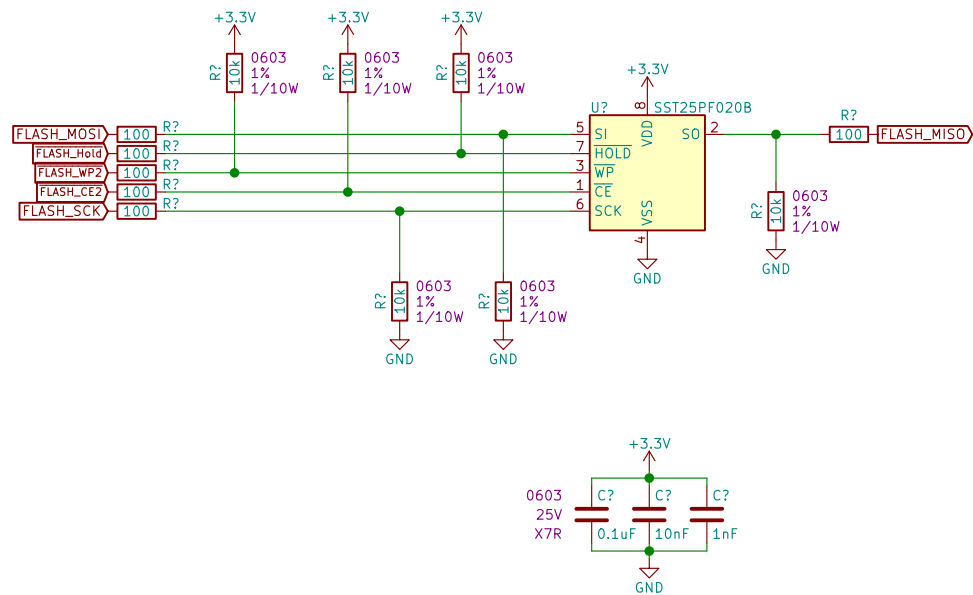 +3.3V +3.3V +3.3V
R? 10k 0603 1% 1/10W
R? 10k 0603 1% 1/10W
R? 10k 0603 1% 1/10W
+3.3V
U? SST25PF020B
8 VDD
FLASH_MOSI 100 R? 5 SI
FLASH_Hold 100 R? 7 HOLD
FLASH_WP2 100 R? 3 WP
FLASH_CE2 100 R? 1 CE
FLASH_SCK 100 R? 6 SCK
SO 2
R? 100 FLASH_MISO
VSS 4
GND
R? 10k 0603 1% 1/10W
GND
R? 10k 0603 1% 1/10W
GND
R? 10k 0603 1% 1/10W
GND
+3.3V
0603 C? C? C?
25V
X7R 0.1uF 10nF 1nF
GND